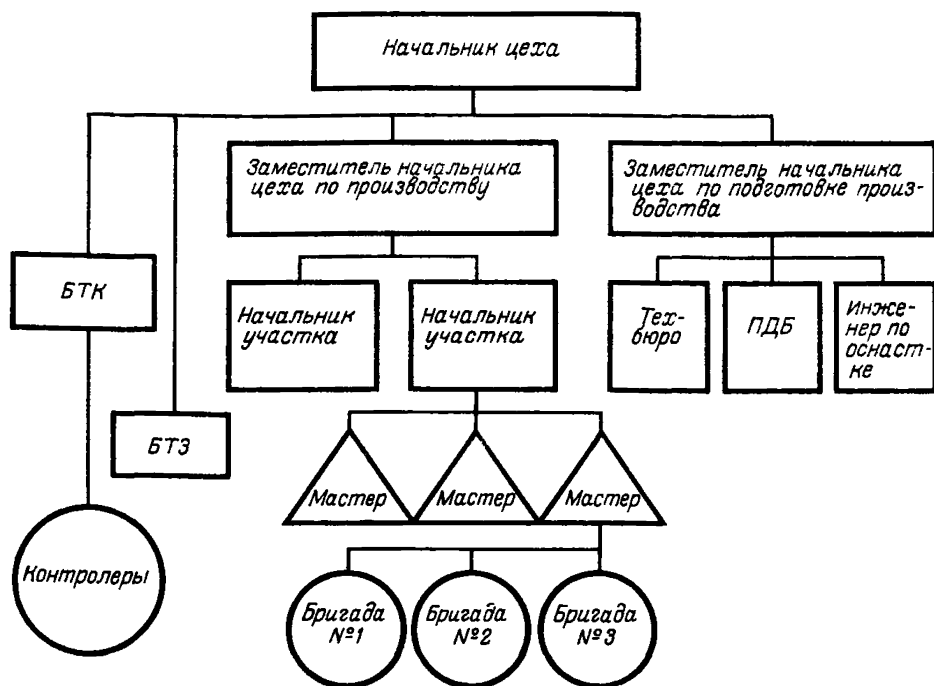 Начальник цеха
Заместитель начальника
цеха по производству
Заместитель начальника
цеха по подготовке произ-
водства
БТК
Начальник
участка
Начальник
участка
Тех-
бюро
ПДБ
Инже-
нер по
оснаст-
ке
БТЗ
Мастер
Мастер
Мастер
Контролеры
Бригада
№1
Бригада
№2
Бригада
№3